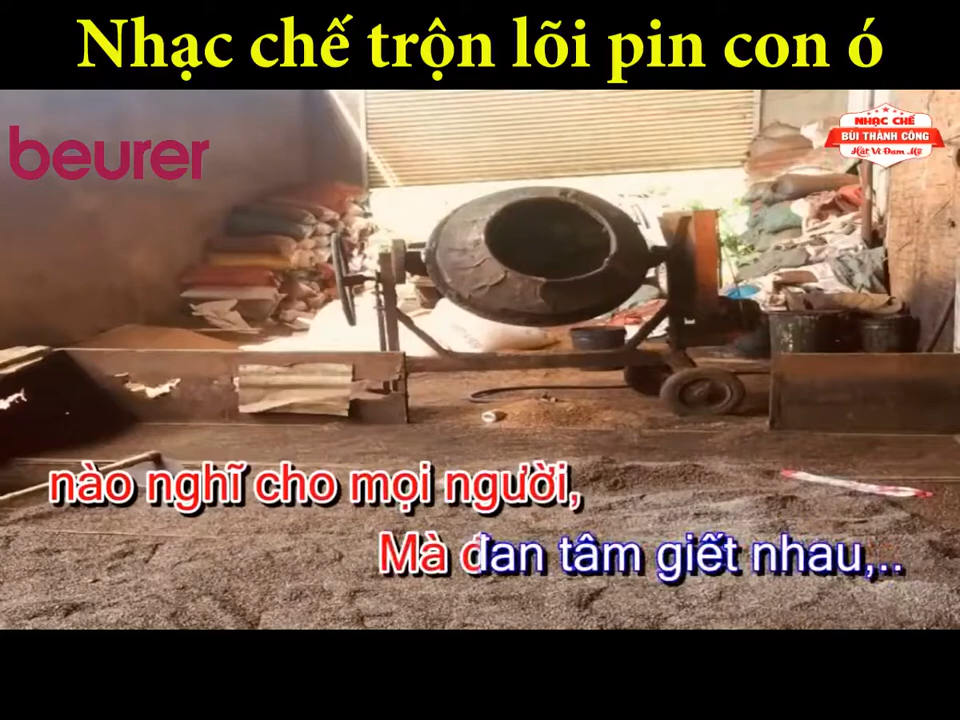 Nhạc chế trộn lõi pin con ó
beurer
NHẠC CHẾ
BÙI THÀNH CÔNG
Hát Vì Đam Mê
nào nghĩ cho mọi người,
Mà đan tâm giết nhau,..